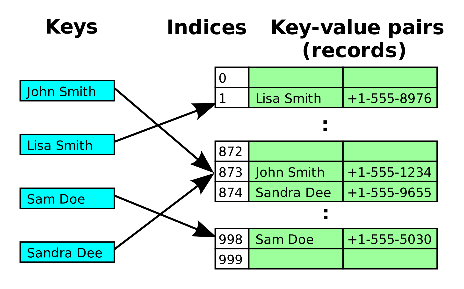 Keys
Indices
Key-value pairs
(records)
John Smith
Lisa Smith
Sam Doe
Sandra Dee
0
1 Lisa Smith +1-555-8976
:
872
873 John Smith +1-555-1234
874 Sandra Dee +1-555-9655
:
998 Sam Doe +1-555-5030
999